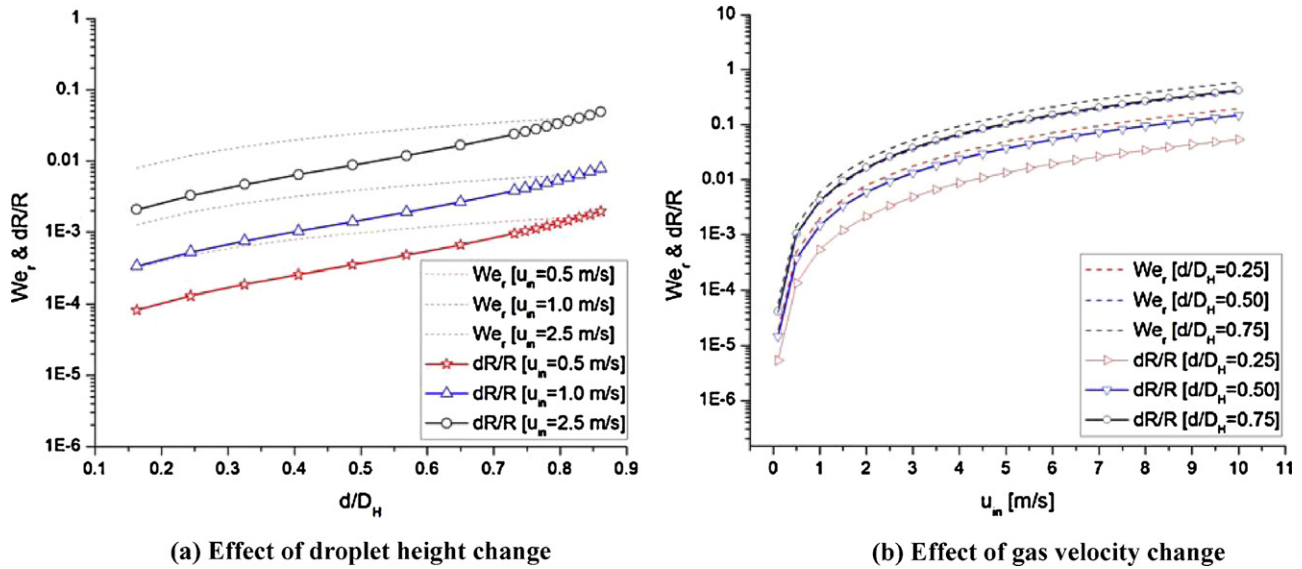 We_r & dR/R
1
0.1
0.01
1E-3
1E-4
1E-5
1E-6
0.1 0.2 0.3 0.4 0.5 0.6 0.7 0.8 0.9
d/D_H
We_r [u_in=0.5 m/s]
We_r [u_in=1.0 m/s]
We_r [u_in=2.5 m/s]
dR/R [u_in=0.5 m/s]
dR/R [u_in=1.0 m/s]
dR/R [u_in=2.5 m/s]
(a) Effect of droplet height change
We_r & dR/R
10
1
0.1
0.01
1E-3
1E-4
1E-5
1E-6
0 1 2 3 4 5 6 7 8 9 10 11
u_in [m/s]
We_r [d/D_H=0.25]
We_r [d/D_H=0.50]
We_r [d/D_H=0.75]
dR/R [d/D_H=0.25]
dR/R [d/D_H=0.50]
dR/R [d/D_H=0.75]
(b) Effect of gas velocity change